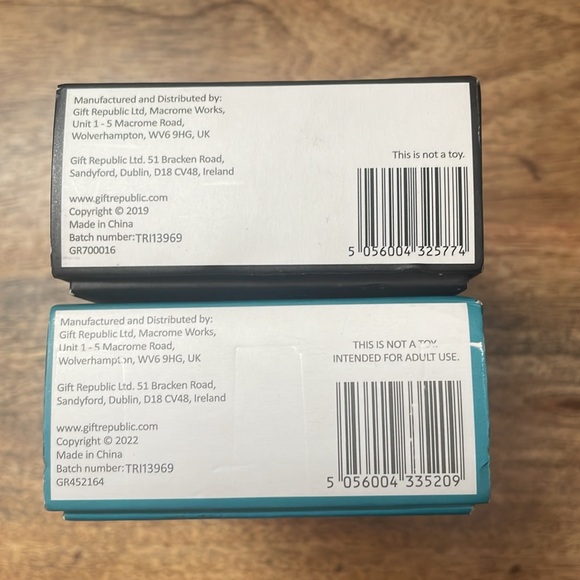 Manufactured and Distributed by:
Gift Republic Ltd, Macrome Works,
Unit 1 - 5 Macrome Road,
Wolverhampton, WV6 9HG, UK
Gift Republic Ltd. 51 Bracken Road,
Sandyford, Dublin, D18 CV48, Ireland
www.giftrepublic.com
Copyright © 2019
Made in China
Batch number: TRI13969
GR700016
This is not a toy.
5 056004 325774
Manufactured and Distributed by:
Gift Republic Ltd, Macrome Works,
Unit 1 - 5 Macrome Road,
Wolverhampton, WV6 9HG, UK
Gift Republic Ltd. 51 Bracken Road,
Sandyford, Dublin, D18 CV48, Ireland
www.giftrepublic.com
Copyright © 2022
Made in China
Batch number: TRI13969
GR452164
THIS IS NOT A TOY.
INTENDED FOR ADULT USE.
5 056004 335209